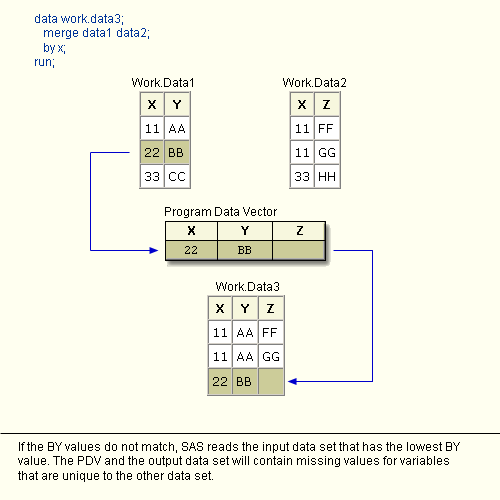 data work.data3;
merge data1 data2;
by x;
run;
Work.Data1 Work.Data2
X Y X Z
11 AA 11 FF
22 BB 11 GG
33 CC 33 HH
Program Data Vector
X Y Z
22 BB
Work.Data3
X Y Z
11 AA FF
11 AA GG
22 BB
If the BY values do not match, SAS reads the input data set that has the lowest BY
value. The PDV and the output data set will contain missing values for variables
that are unique to the other data set.